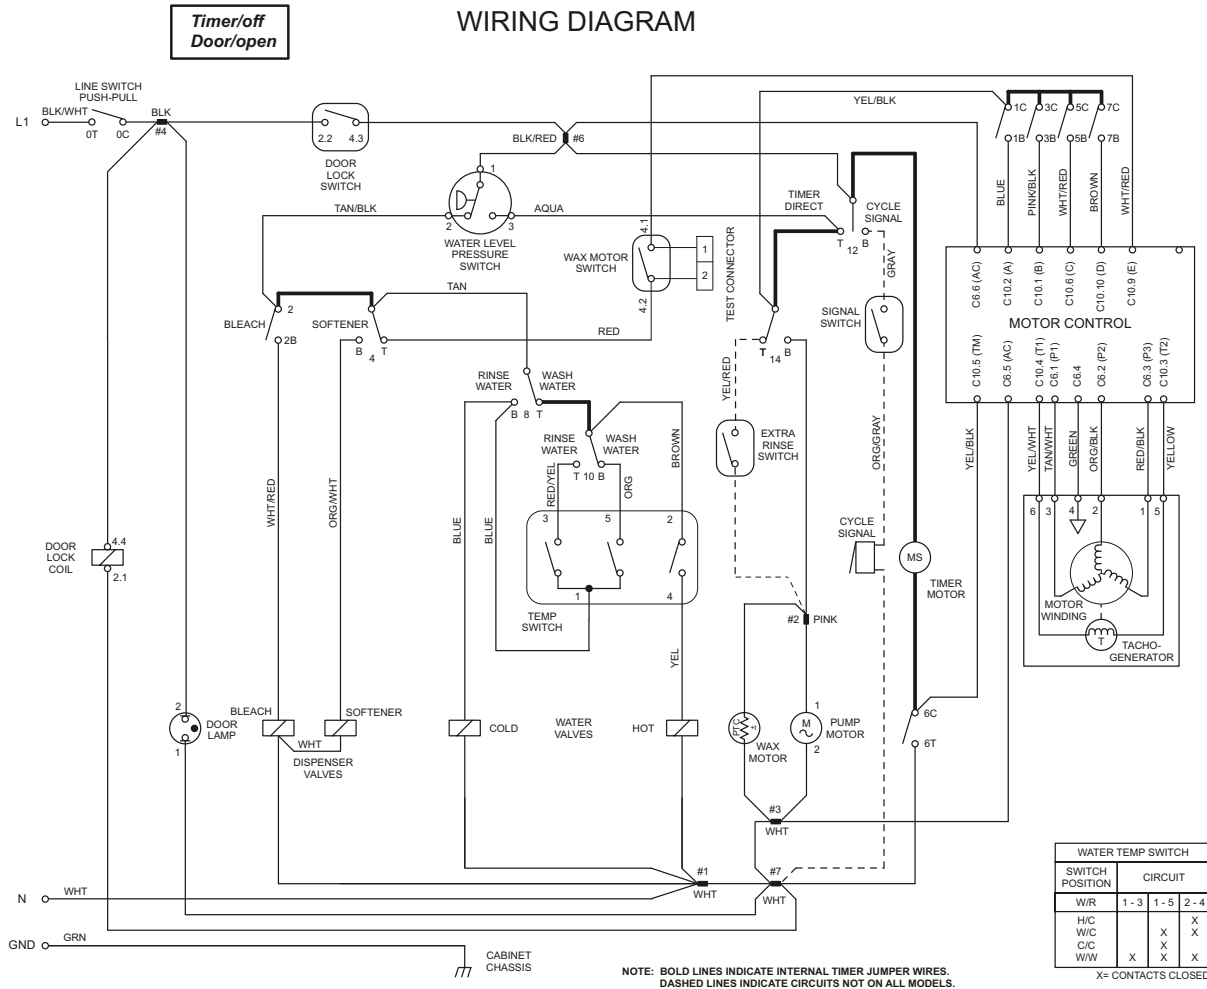 WIRING DIAGRAM
Timer/off
Door/open
LINE SWITCH
PUSH-PULL
L1
BLK/WHT
0T
0C
BLK
#4
2.2
4.3
DOOR
LOCK
SWITCH
BLK/RED
#6
YEL/BLK
1C
3C
5C
7C
1B
3B
5B
7B
BLUE
PINK/BLK
WHT/RED
BROWN
WHT/RED
1
2
3
TAN/BLK
AQUA
WATER LEVEL
PRESSURE
SWITCH
WAX MOTOR
SWITCH
4.1
4.2
1
2
TEST CONNECTOR
TIMER
DIRECT
CYCLE
SIGNAL
T
12
B
GRAY
SIGNAL
SWITCH
C6.6 (AC)
C10.2 (A)
C10.1 (B)
C10.6 (C)
C10.10 (D)
C10.9 (E)
MOTOR CONTROL
C10.5 (TM)
C6.5 (AC)
C10.4 (T1)
C6.1 (P1)
C6.4
C6.2 (P2)
C6.3 (P3)
C10.3 (T2)
TAN
RED
BLEACH
2
2B
SOFTENER
B
4
T
T
14
B
RINSE
WATER
WASH
WATER
B
8
T
RINSE
WATER
WASH
WATER
T
10
B
BROWN
RED/YEL
ORG
YEL/RED
EXTRA
RINSE
SWITCH
ORG/GRAY
YEL/BLK
YEL/WHT
TAN/WHT
GREEN
ORG/BLK
RED/BLK
YELLOW
WHT/RED
ORG/WHT
BLUE
BLUE
3
5
2
1
4
TEMP
SWITCH
CYCLE
SIGNAL
MS
TIMER
MOTOR
6
3
4
2
1
5
MOTOR
WINDING
T
TACHO-
GENERATOR
DOOR
LOCK
COIL
4.4
2.1
#2
PINK
YEL
2
1
DOOR
LAMP
BLEACH
SOFTENER
WHT
DISPENSER
VALVES
COLD
WATER
VALVES
HOT
PTC
WAX
MOTOR
M
1
2
PUMP
MOTOR
6C
6T
#3
WHT
#1
WHT
#7
WHT
N
WHT
GND
GRN
CABINET
CHASSIS
NOTE: BOLD LINES INDICATE INTERNAL TIMER JUMPER WIRES.
DASHED LINES INDICATE CIRCUITS NOT ON ALL MODELS.
WATER TEMP SWITCH
SWITCH
POSITION
CIRCUIT
W/R 1 - 3 1 - 5 2 - 4
H/C X
W/C X X
C/C X
W/W X X X
X= CONTACTS CLOSED